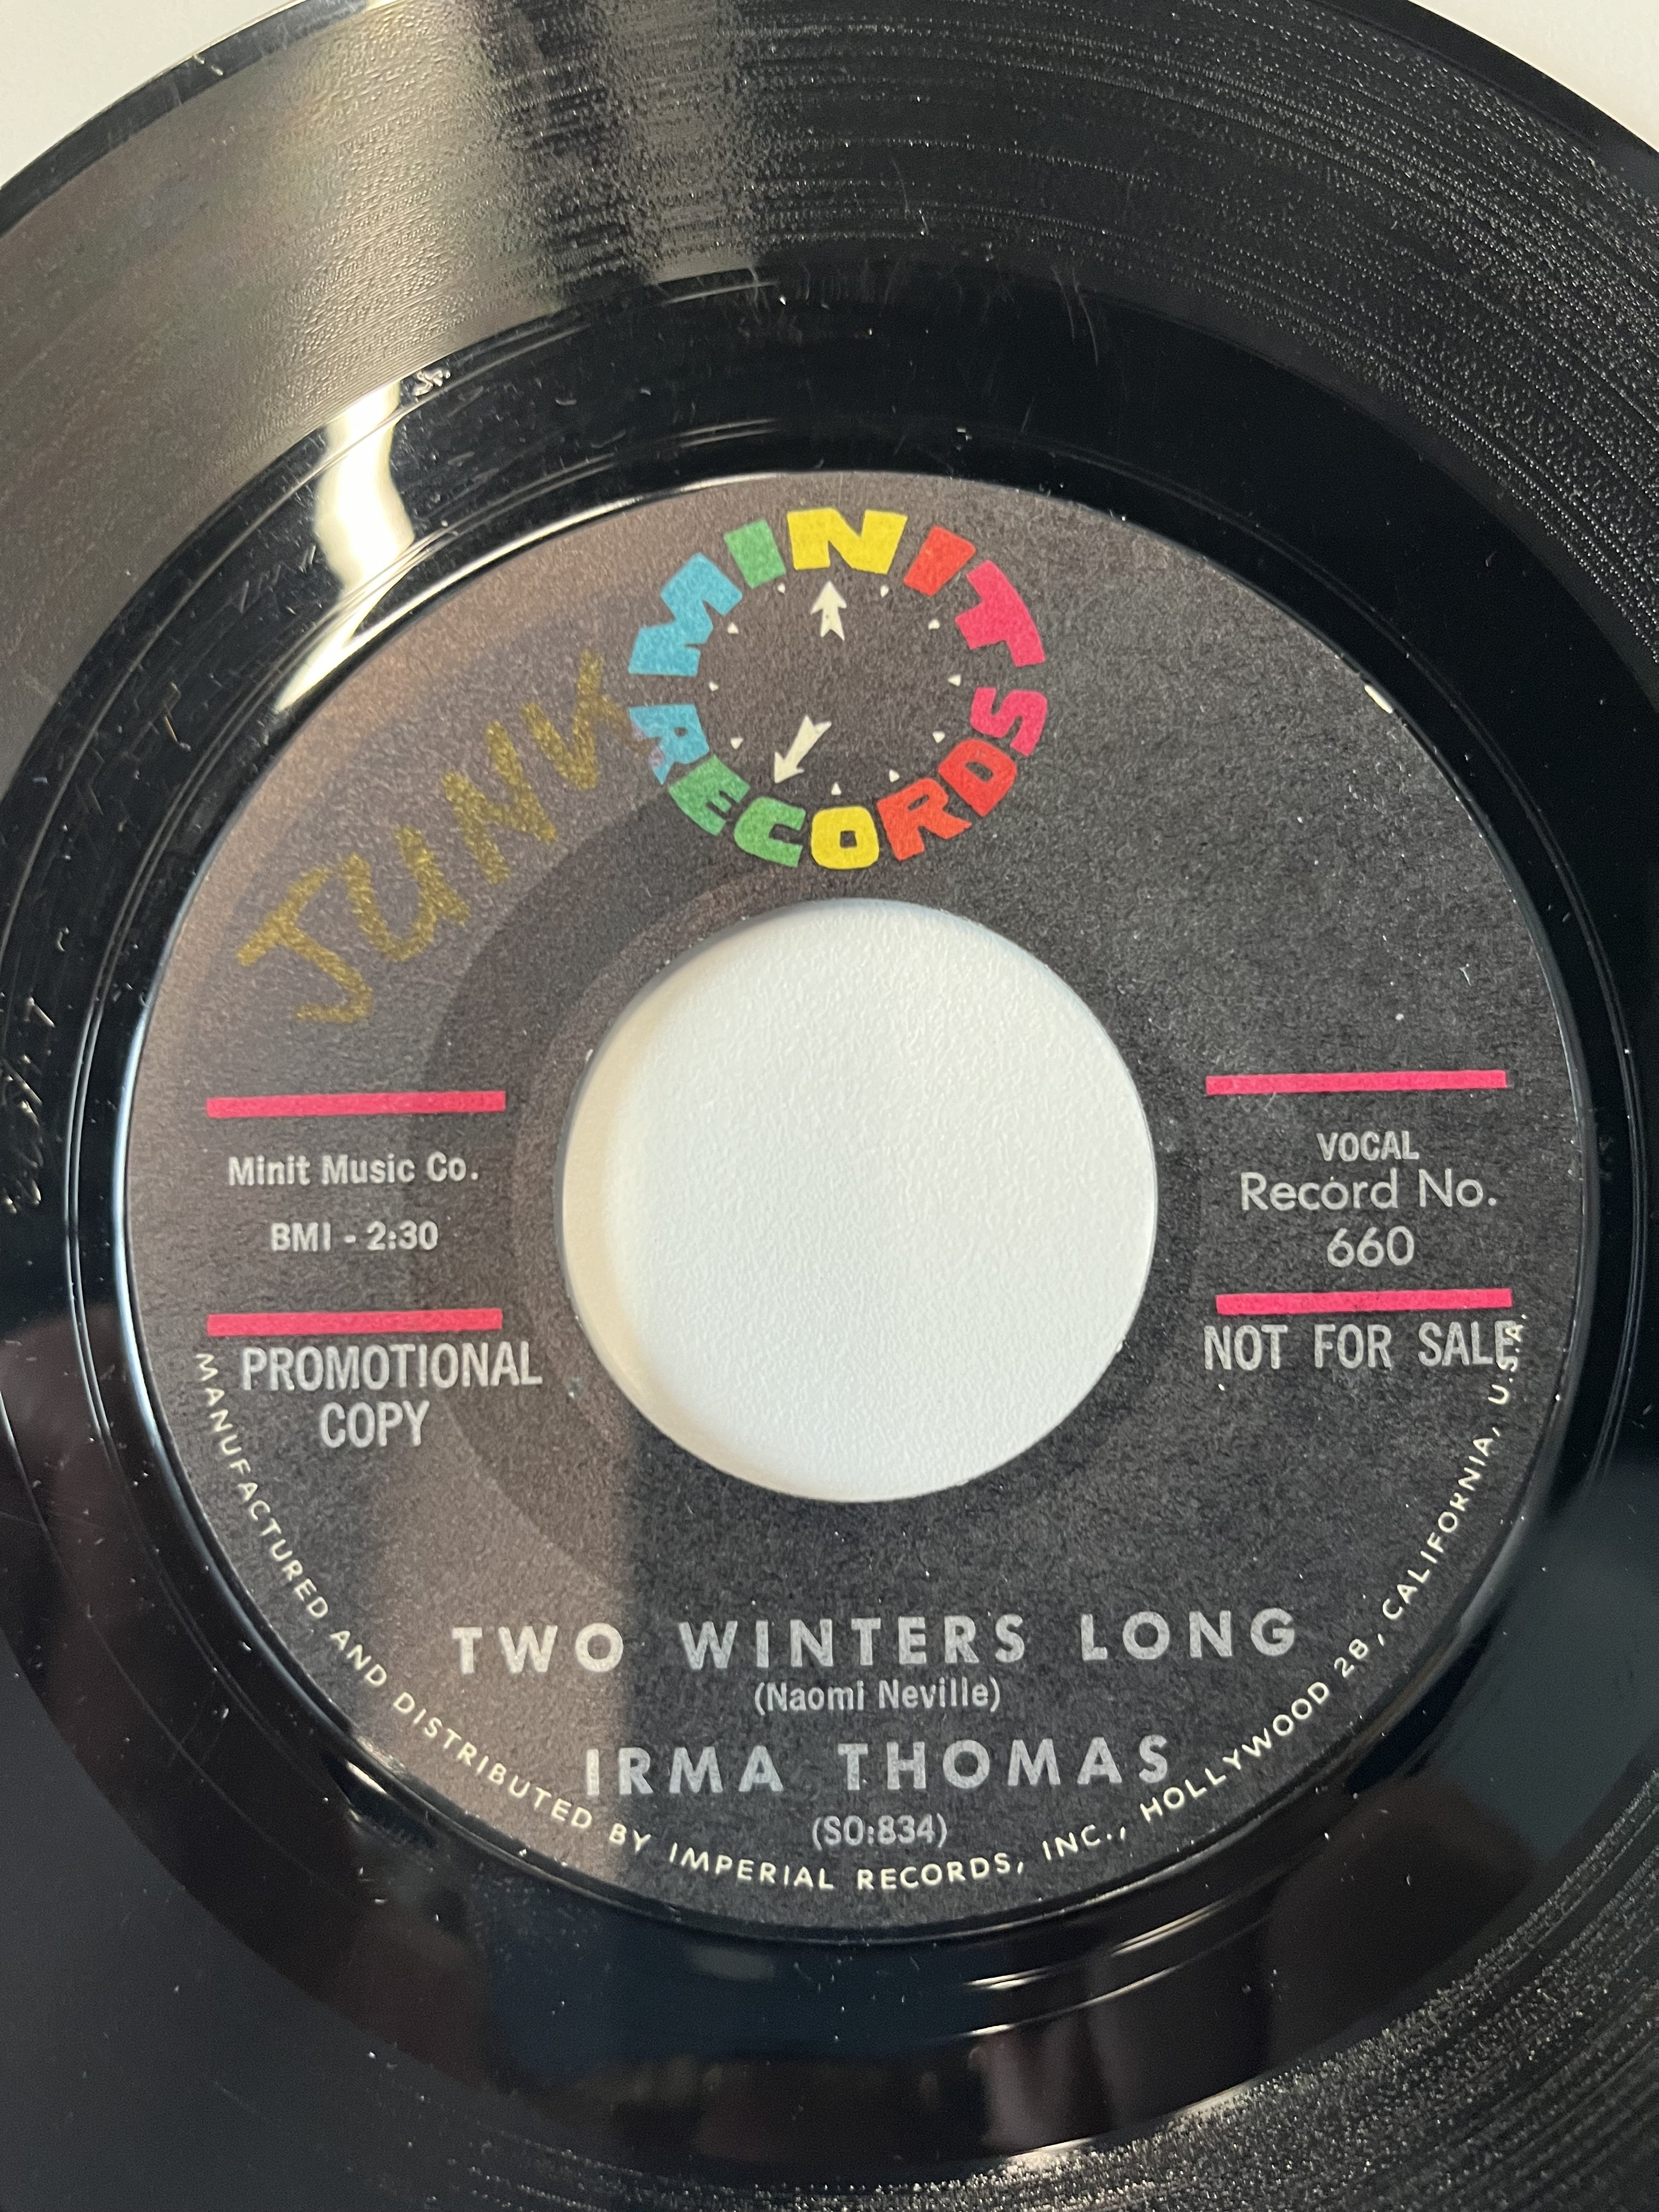 MINIT RECORDS
JUNK
Minit Music Co.
BMI - 2:30
PROMOTIONAL
COPY
VOCAL
Record No.
660
NOT FOR SALE
TWO WINTERS LONG
(Naomi Neville)
IRMA THOMAS
(SO:834)
MANUFACTURED AND DISTRIBUTED BY IMPERIAL RECORDS, INC., HOLLYWOOD 28, CALIFORNIA, U.S.A.